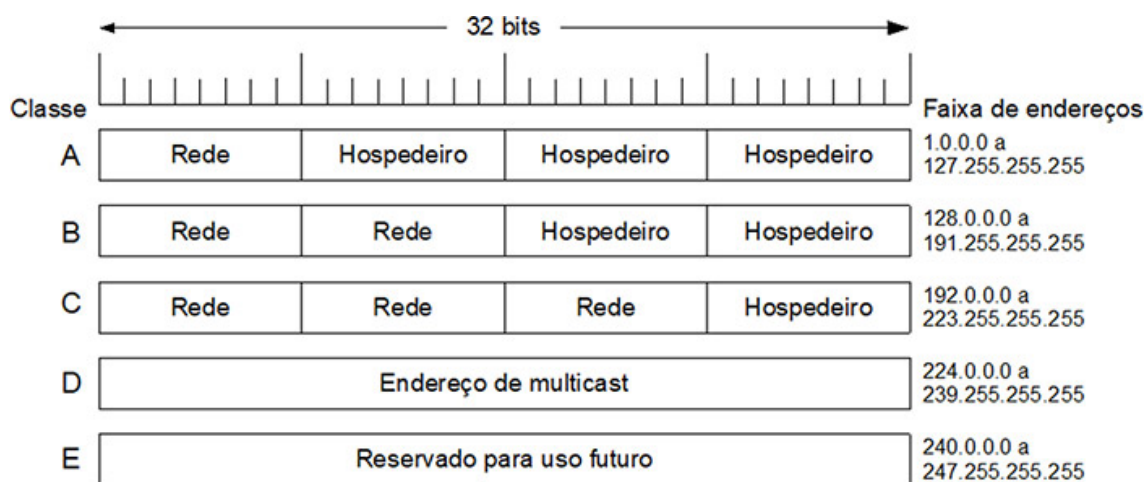 32 bits
Classe Faixa de endereços
A Rede Hospedeiro Hospedeiro Hospedeiro 1.0.0.0 a
127.255.255.255
B Rede Rede Hospedeiro Hospedeiro 128.0.0.0 a
191.255.255.255
C Rede Rede Rede Hospedeiro 192.0.0.0 a
223.255.255.255
D Endereço de multicast 224.0.0.0 a
239.255.255.255
E Reservado para uso futuro 240.0.0.0 a
247.255.255.255